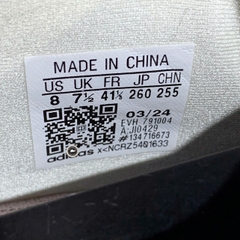 MADE IN CHINA
US UK FR JP CHN
8 7½ 41⅓ 260 255
03/24
EVH 791004
A:JI0429
#134716673
adidas x<NCRZ5401633